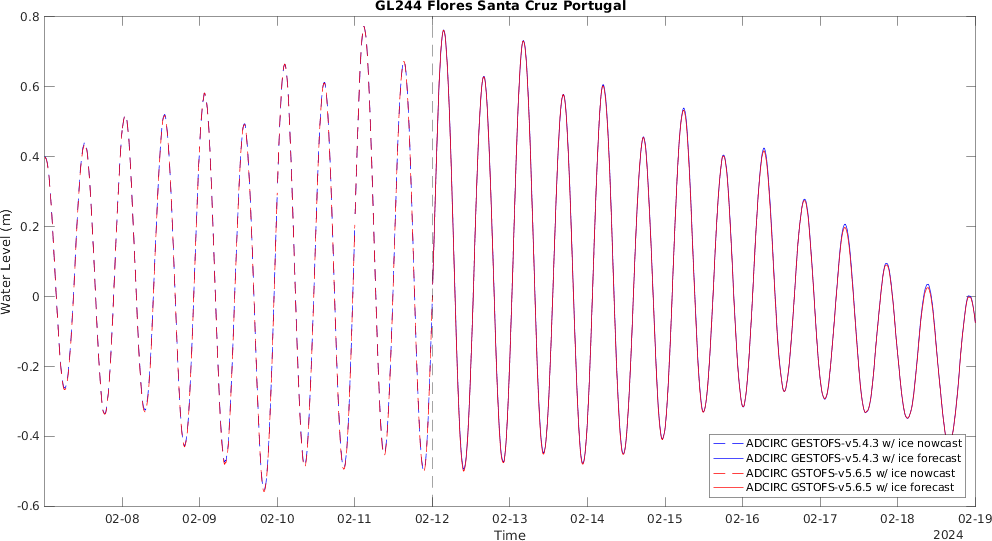 GL244 Flores Santa Cruz Portugal
0.8
0.6
0.4
0.2
0
-0.2
-0.4
-0.6
Water Level (m)
ADCIRC GESTOFS-v5.4.3 w/ ice nowcast
ADCIRC GESTOFS-v5.4.3 w/ ice forecast
ADCIRC GSTOFS-v5.6.5 w/ ice nowcast
ADCIRC GSTOFS-v5.6.5 w/ ice forecast
02-08 02-09 02-10 02-11 02-12 02-13 02-14 02-15 02-16 02-17 02-18 02-19
Time
2024